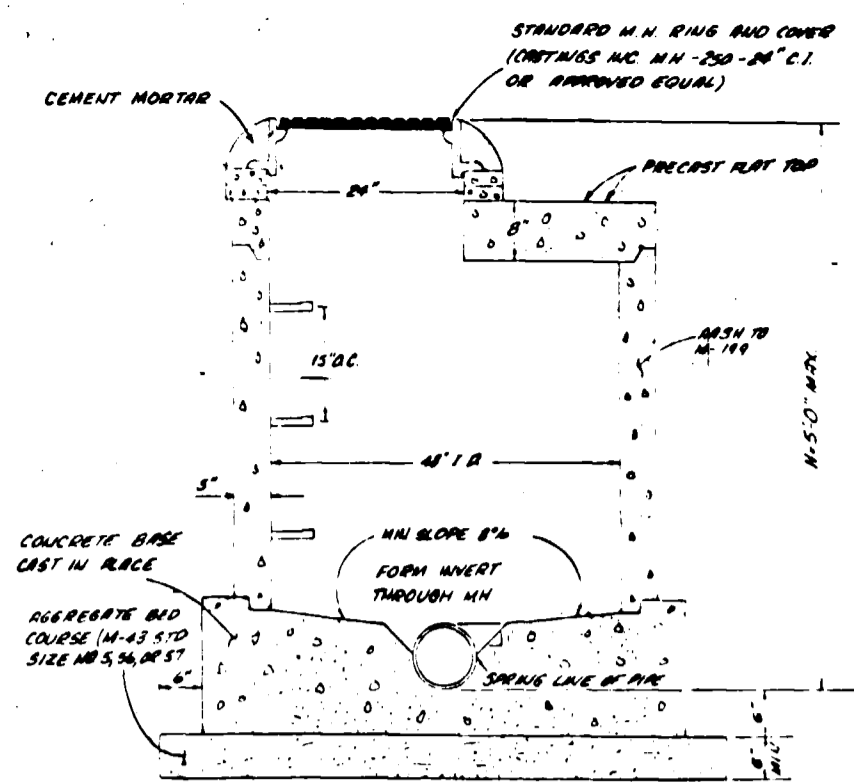 STANDARD M.H. RING AND COVER
(CASTINGS INC. MH-250-24" C.I.
OR APPROVED EQUAL)
CEMENT MORTAR
PRECAST FLAT TOP
24"
8"
15" O.C.
AASHTO
M-199
H=5'-0" MAX.
48" I.D.
5"
CONCRETE BASE
CAST IN PLACE
MIN SLOPE 8%
FORM INVERT
THROUGH MH
AGGREGATE BED
COURSE (M-43 STD
SIZE NO 5, 56, OR 57
6"
SPRING LINE OF PIPE
6"
6"
MIN